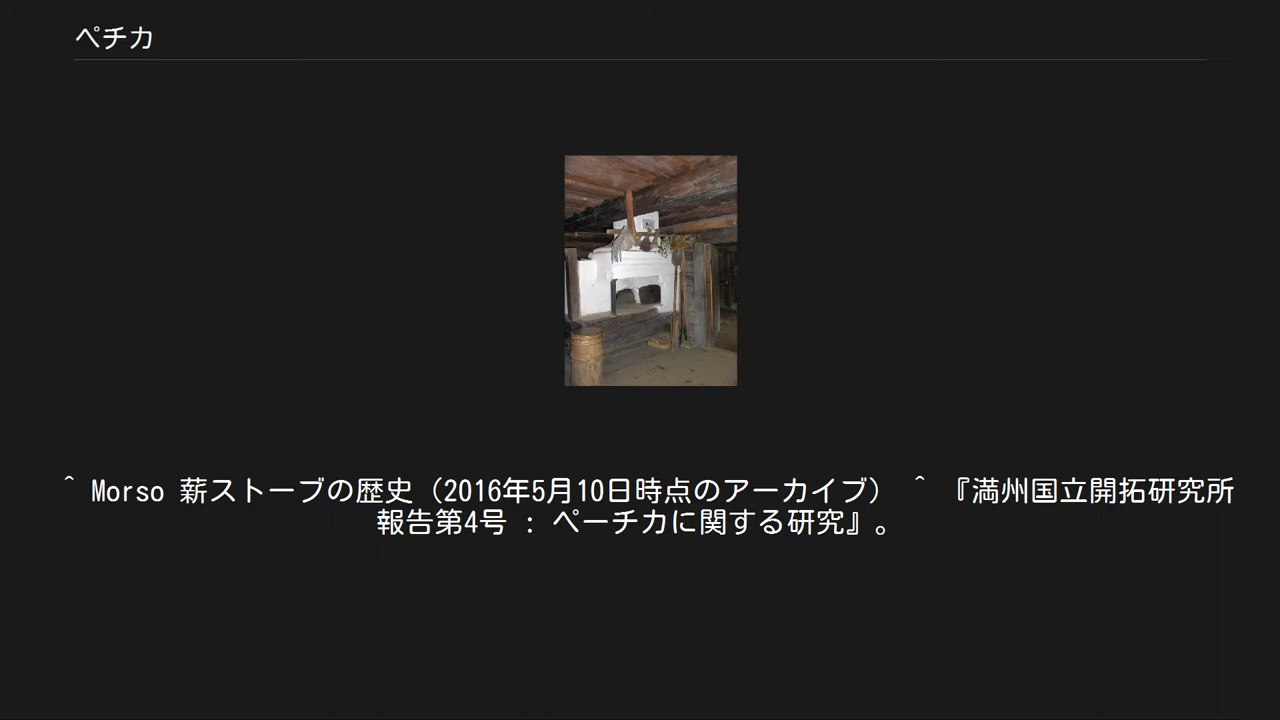 ペチカ
^ Morso 薪ストーブの歴史（2016年5月10日時点のアーカイブ） ^ 『満州国立開拓研究所
報告第4号 : ペーチカに関する研究』。